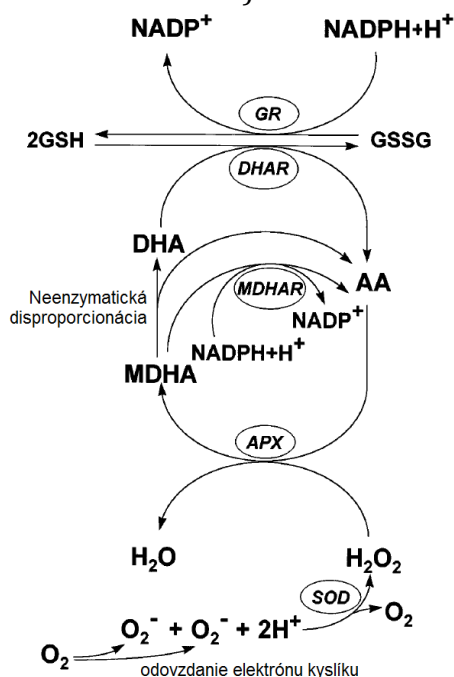 NADP⁺ NADPH+H⁺
GR
2GSH GSSG
DHAR
DHA
AA
Neenzymatická
disproporcionácia
MDHAR
NADP⁺
NADPH+H⁺
MDHA
APX
H₂O H₂O₂
SOD
O₂
O₂⁻ + O₂⁻ + 2H⁺
O₂
odovzdanie elektrónu kyslíku